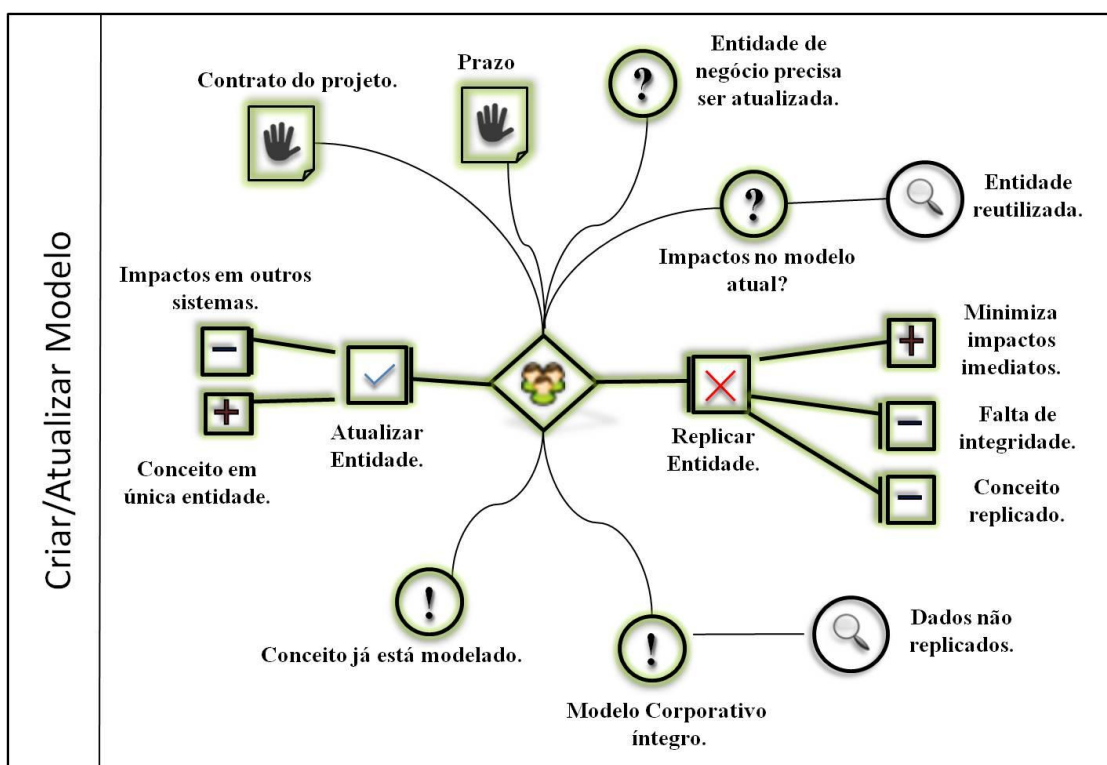 Criar/Atualizar Modelo
Contrato do projeto.
Prazo
Entidade de
negócio precisa
ser atualizada.
?
?
Impactos no modelo
atual?
Entidade
reutilizada.
Impactos em outros
sistemas.
Conceito em
única entidade.
Atualizar
Entidade.
Replicar
Entidade.
Minimiza
impactos
imediatos.
Falta de
integridade.
Conceito
replicado.
!
Conceito já está modelado.
!
Modelo Corporativo
íntegro.
Dados não
replicados.